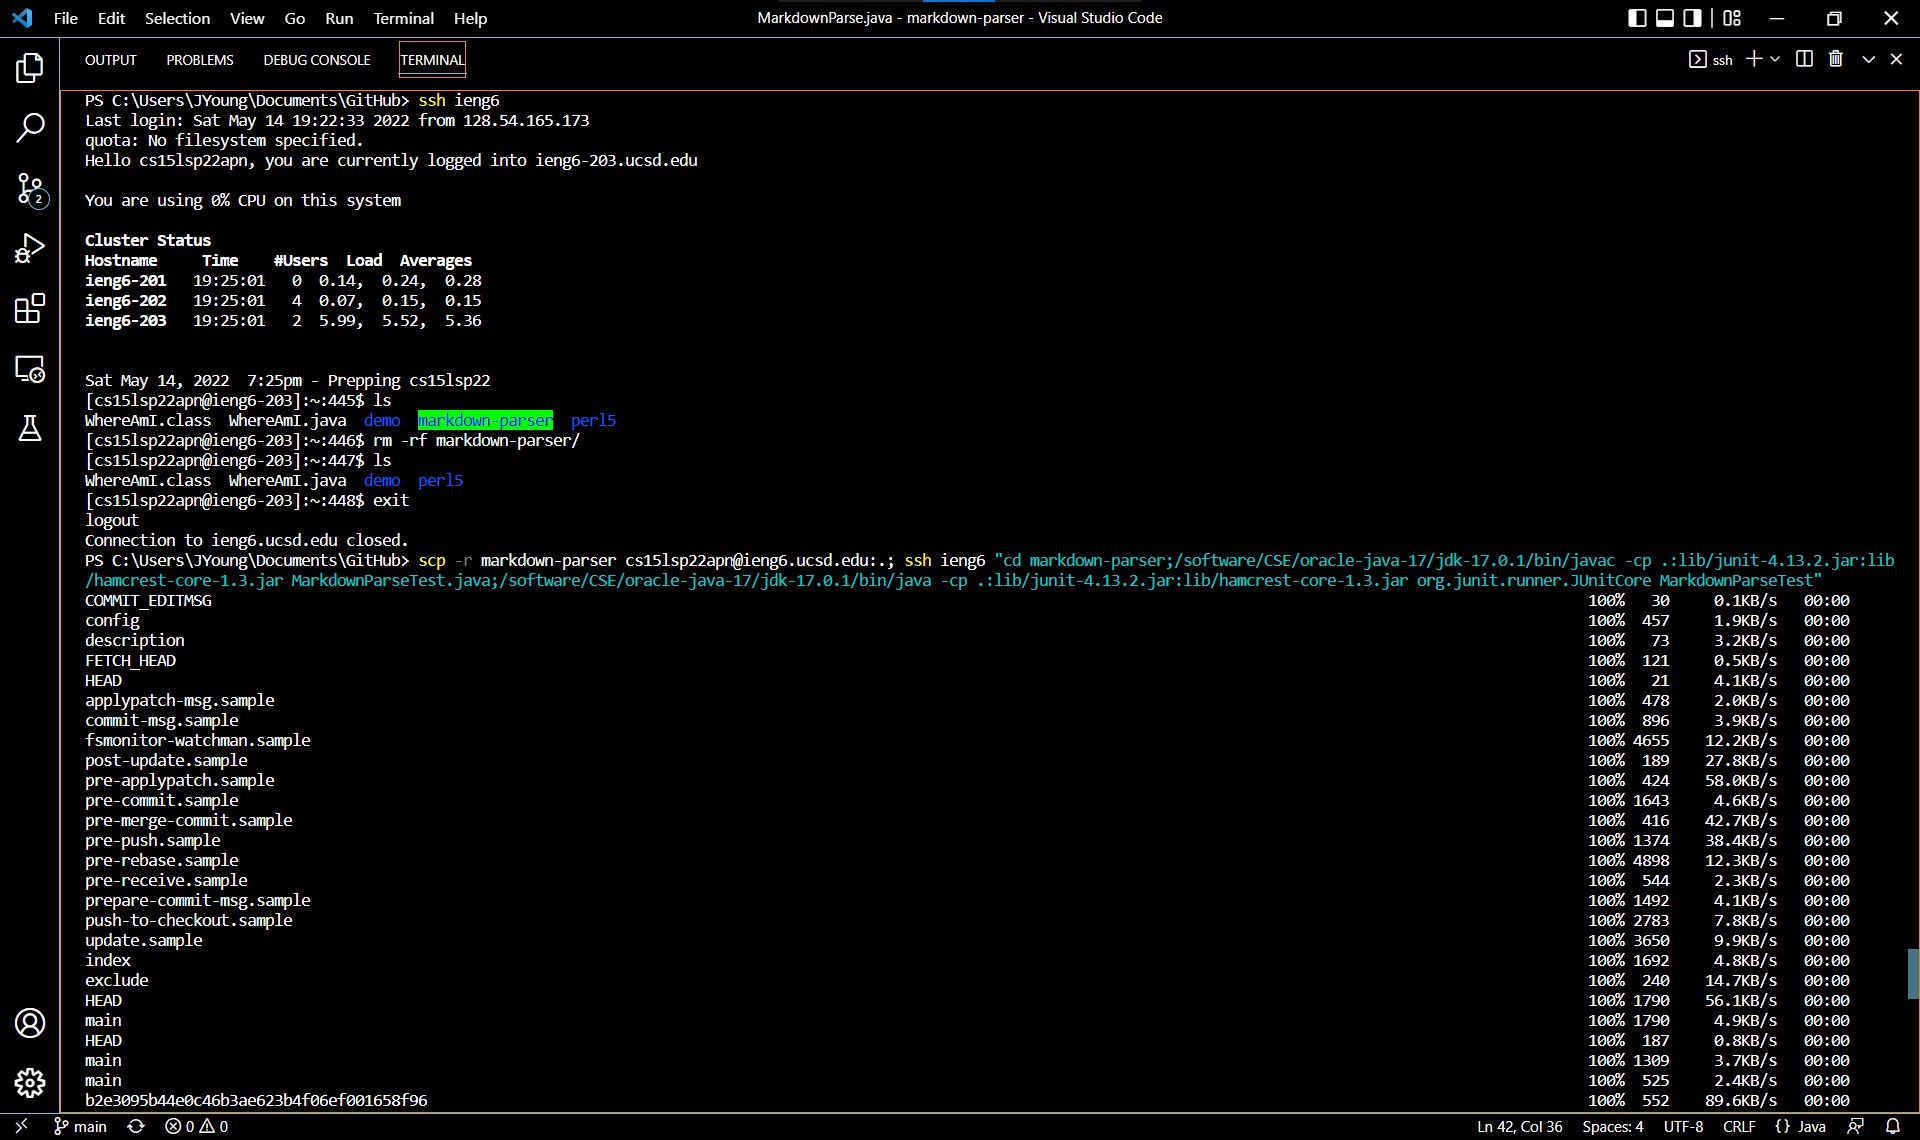 File Edit Selection View Go Run Terminal Help
MarkdownParse.java - markdown-parser - Visual Studio Code
OUTPUT PROBLEMS DEBUG CONSOLE TERMINAL
ssh
PS C:\Users\JYoung\Documents\GitHub> ssh ieng6
Last login: Sat May 14 19:22:33 2022 from 128.54.165.173
quota: No filesystem specified.
Hello cs15lsp22apn, you are currently logged into ieng6-203.ucsd.edu
You are using 0% CPU on this system
Cluster Status
Hostname Time #Users Load Averages
ieng6-201 19:25:01 0 0.14, 0.24, 0.28
ieng6-202 19:25:01 4 0.07, 0.15, 0.15
ieng6-203 19:25:01 2 5.99, 5.52, 5.36
Sat May 14, 2022 7:25pm - Prepping cs15lsp22
[cs15lsp22apn@ieng6-203]:~:445$ ls
WhereAmI.class WhereAmI.java demo markdown-parser perl5
[cs15lsp22apn@ieng6-203]:~:446$ rm -rf markdown-parser/
[cs15lsp22apn@ieng6-203]:~:447$ ls
WhereAmI.class WhereAmI.java demo perl5
[cs15lsp22apn@ieng6-203]:~:448$ exit
logout
Connection to ieng6.ucsd.edu closed.
PS C:\Users\JYoung\Documents\GitHub> scp -r markdown-parser cs15lsp22apn@ieng6.ucsd.edu:.; ssh ieng6 "cd markdown-parser;/software/CSE/oracle-java-17/jdk-17.0.1/bin/javac -cp .:lib/junit-4.13.2.jar:lib
/hamcrest-core-1.3.jar MarkdownParseTest.java;/software/CSE/oracle-java-17/jdk-17.0.1/bin/java -cp .:lib/junit-4.13.2.jar:lib/hamcrest-core-1.3.jar org.junit.runner.JUnitCore MarkdownParseTest"
COMMIT_EDITMSG 100% 30 0.1KB/s 00:00
config 100% 457 1.9KB/s 00:00
description 100% 73 3.2KB/s 00:00
FETCH_HEAD 100% 121 0.5KB/s 00:00
HEAD 100% 21 4.1KB/s 00:00
applypatch-msg.sample 100% 478 2.0KB/s 00:00
commit-msg.sample 100% 896 3.9KB/s 00:00
fsmonitor-watchman.sample 100% 4655 12.2KB/s 00:00
post-update.sample 100% 189 27.8KB/s 00:00
pre-applypatch.sample 100% 424 58.0KB/s 00:00
pre-commit.sample 100% 1643 4.6KB/s 00:00
pre-merge-commit.sample 100% 416 42.7KB/s 00:00
pre-push.sample 100% 1374 38.4KB/s 00:00
pre-rebase.sample 100% 4898 12.3KB/s 00:00
pre-receive.sample 100% 544 2.3KB/s 00:00
prepare-commit-msg.sample 100% 1492 4.1KB/s 00:00
push-to-checkout.sample 100% 2783 7.8KB/s 00:00
update.sample 100% 3650 9.9KB/s 00:00
index 100% 1692 4.8KB/s 00:00
exclude 100% 240 14.7KB/s 00:00
HEAD 100% 1790 56.1KB/s 00:00
main 100% 1790 4.9KB/s 00:00
HEAD 100% 187 0.8KB/s 00:00
main 100% 1309 3.7KB/s 00:00
main 100% 525 2.4KB/s 00:00
b2e3095b44e0c46b3ae623b4f06ef001658f96 100% 552 89.6KB/s 00:00
2
main 0 0 Ln 42, Col 36 Spaces: 4 UTF-8 CRLF {} Java